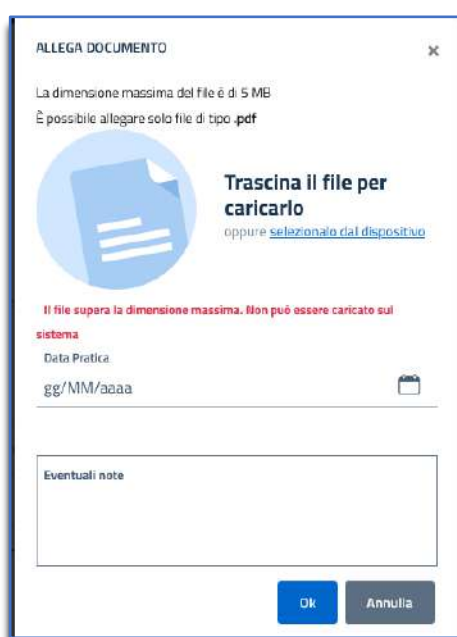 ALLEGA DOCUMENTO ×
La dimensione massima del file è di 5 MB
È possibile allegare solo file di tipo .pdf
Trascina il file per
caricarlo
oppure selezionalo dal dispositivo
Il file supera la dimensione massima. Non può essere caricato sul
sistema
Data Pratica
gg/MM/aaaa
Eventuali note
Ok Annulla